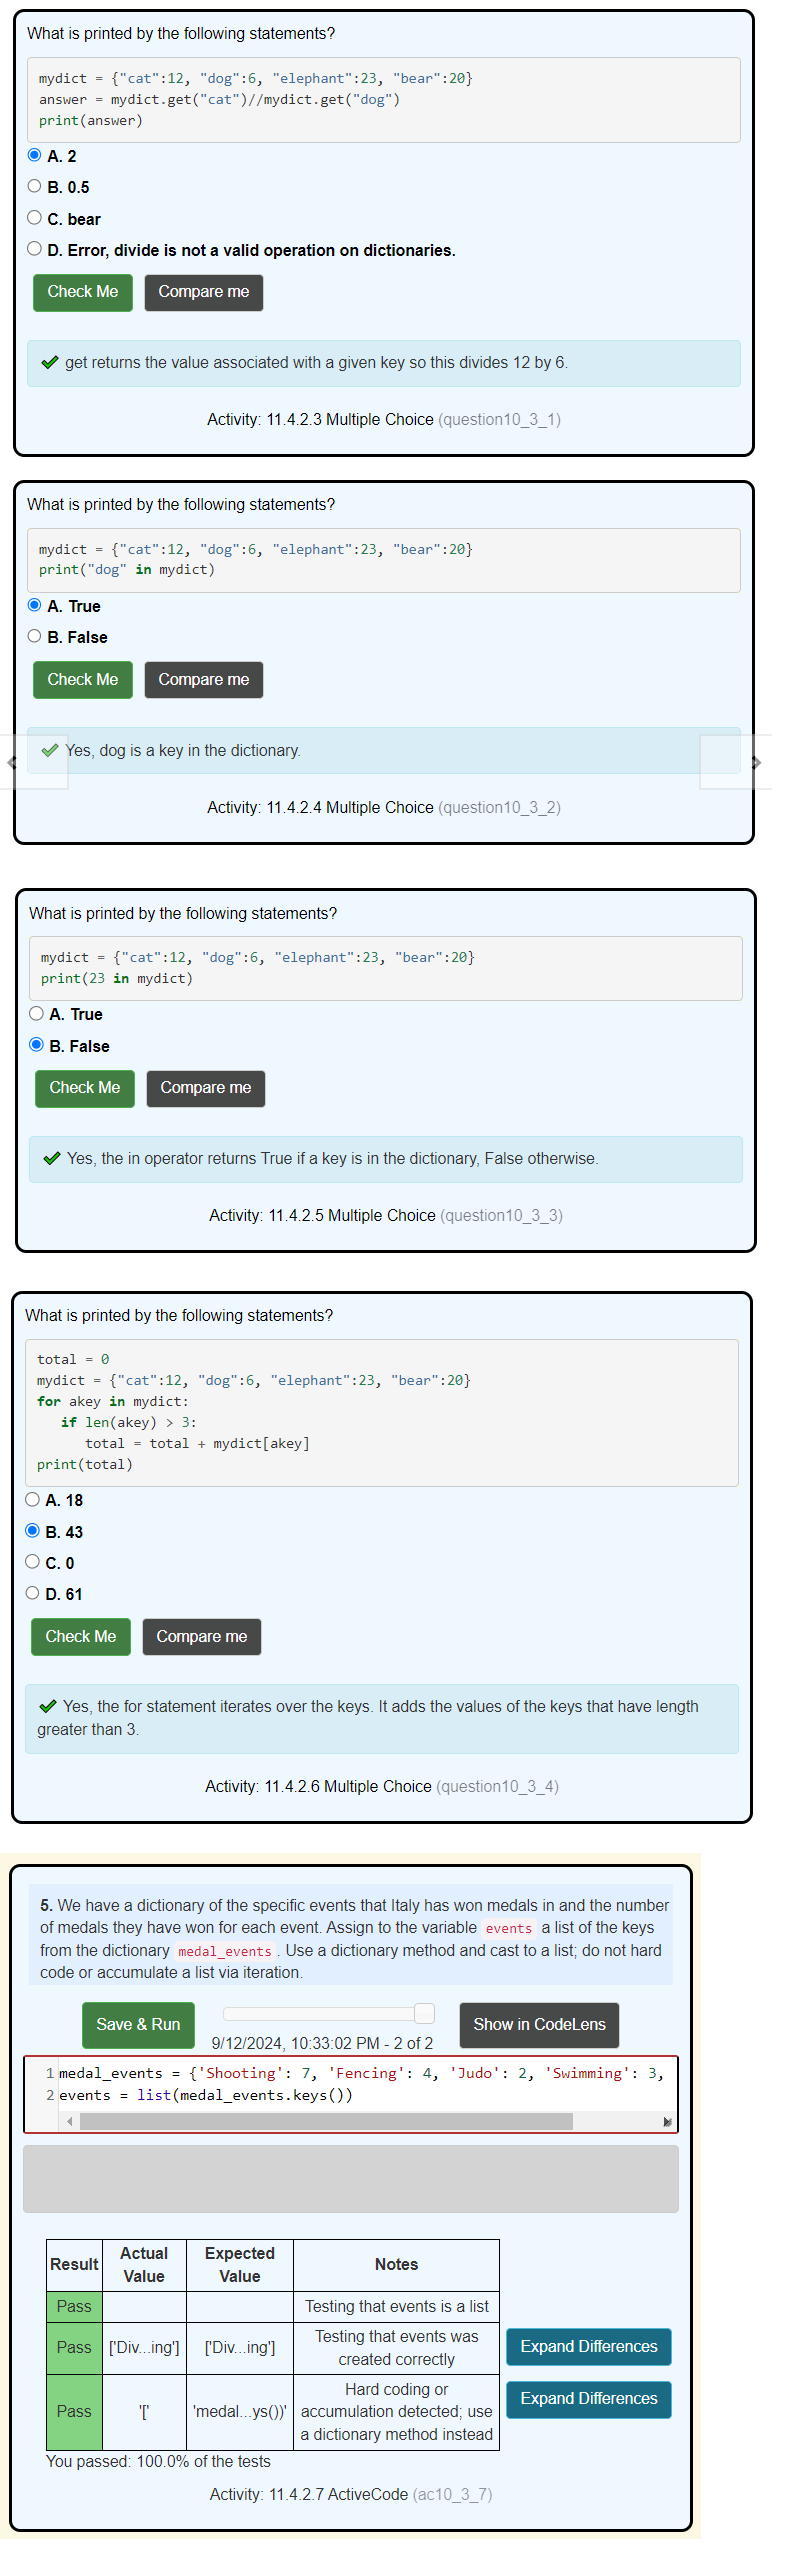 What is printed by the following statements?
mydict = {"cat":12, "dog":6, "elephant":23, "bear":20}
answer = mydict.get("cat")//mydict.get("dog")
print(answer)
A. 2
B. 0.5
C. bear
D. Error, divide is not a valid operation on dictionaries.
Check Me Compare me
✔ get returns the value associated with a given key so this divides 12 by 6.
Activity: 11.4.2.3 Multiple Choice (question10_3_1)
What is printed by the following statements?
mydict = {"cat":12, "dog":6, "elephant":23, "bear":20}
print("dog" in mydict)
A. True
B. False
Check Me Compare me
✔ Yes, dog is a key in the dictionary.
Activity: 11.4.2.4 Multiple Choice (question10_3_2)
What is printed by the following statements?
mydict = {"cat":12, "dog":6, "elephant":23, "bear":20}
print(23 in mydict)
A. True
B. False
Check Me Compare me
✔ Yes, the in operator returns True if a key is in the dictionary, False otherwise.
Activity: 11.4.2.5 Multiple Choice (question10_3_3)
What is printed by the following statements?
total = 0
mydict = {"cat":12, "dog":6, "elephant":23, "bear":20}
for akey in mydict:
   if len(akey) > 3:
      total = total + mydict[akey]
print(total)
A. 18
B. 43
C. 0
D. 61
Check Me Compare me
✔ Yes, the for statement iterates over the keys. It adds the values of the keys that have length
greater than 3.
Activity: 11.4.2.6 Multiple Choice (question10_3_4)
5. We have a dictionary of the specific events that Italy has won medals in and the number
of medals they have won for each event. Assign to the variable events a list of the keys
from the dictionary medal_events . Use a dictionary method and cast to a list; do not hard
code or accumulate a list via iteration.
Save & Run 9/12/2024, 10:33:02 PM - 2 of 2 Show in CodeLens
1 medal_events = {'Shooting': 7, 'Fencing': 4, 'Judo': 2, 'Swimming': 3,
2 events = list(medal_events.keys())
Result Actual Value Expected Value Notes
Pass Testing that events is a list
Pass ['Div...ing'] ['Div...ing'] Testing that events was created correctly Expand Differences
Pass '[' 'medal...ys())' Hard coding or accumulation detected; use a dictionary method instead Expand Differences
You passed: 100.0% of the tests
Activity: 11.4.2.7 ActiveCode (ac10_3_7)